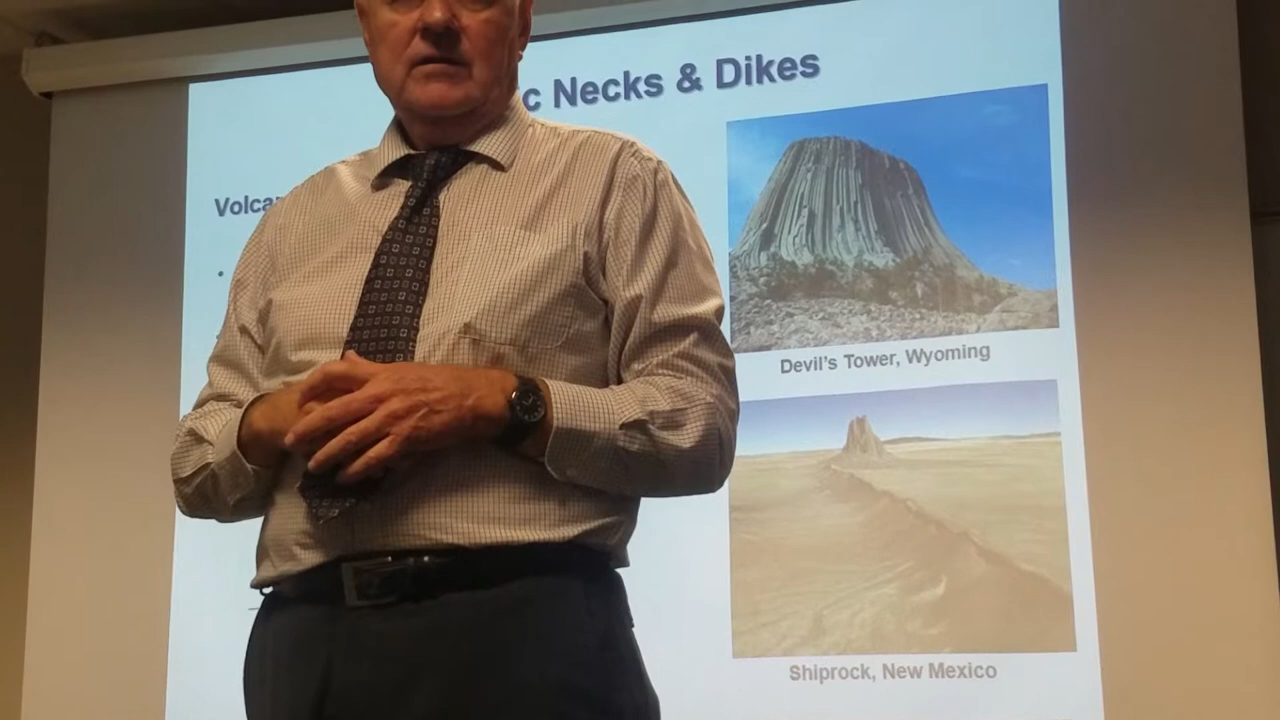 c Necks & Dikes
Volca
•
Devil's Tower, Wyoming
Shiprock, New Mexico